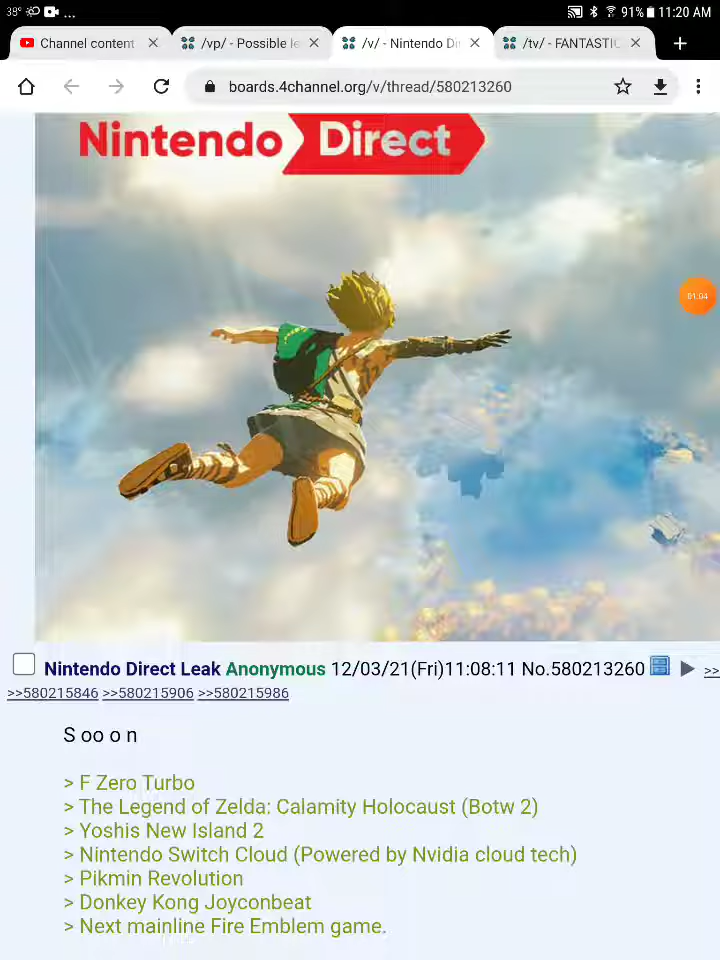 38° ... 91% 11:20 AM
Channel content /vp/ - Possible le /v/ - Nintendo Di /tv/ - FANTASTIC
boards.4channel.org/v/thread/580213260
Nintendo Direct
01:04
Nintendo Direct Leak Anonymous 12/03/21(Fri)11:08:11 No.580213260 ▶ >>
>>580215846 >>580215906 >>580215986
S oo o n
> F Zero Turbo
> The Legend of Zelda: Calamity Holocaust (Botw 2)
> Yoshis New Island 2
> Nintendo Switch Cloud (Powered by Nvidia cloud tech)
> Pikmin Revolution
> Donkey Kong Joyconbeat
> Next mainline Fire Emblem game.